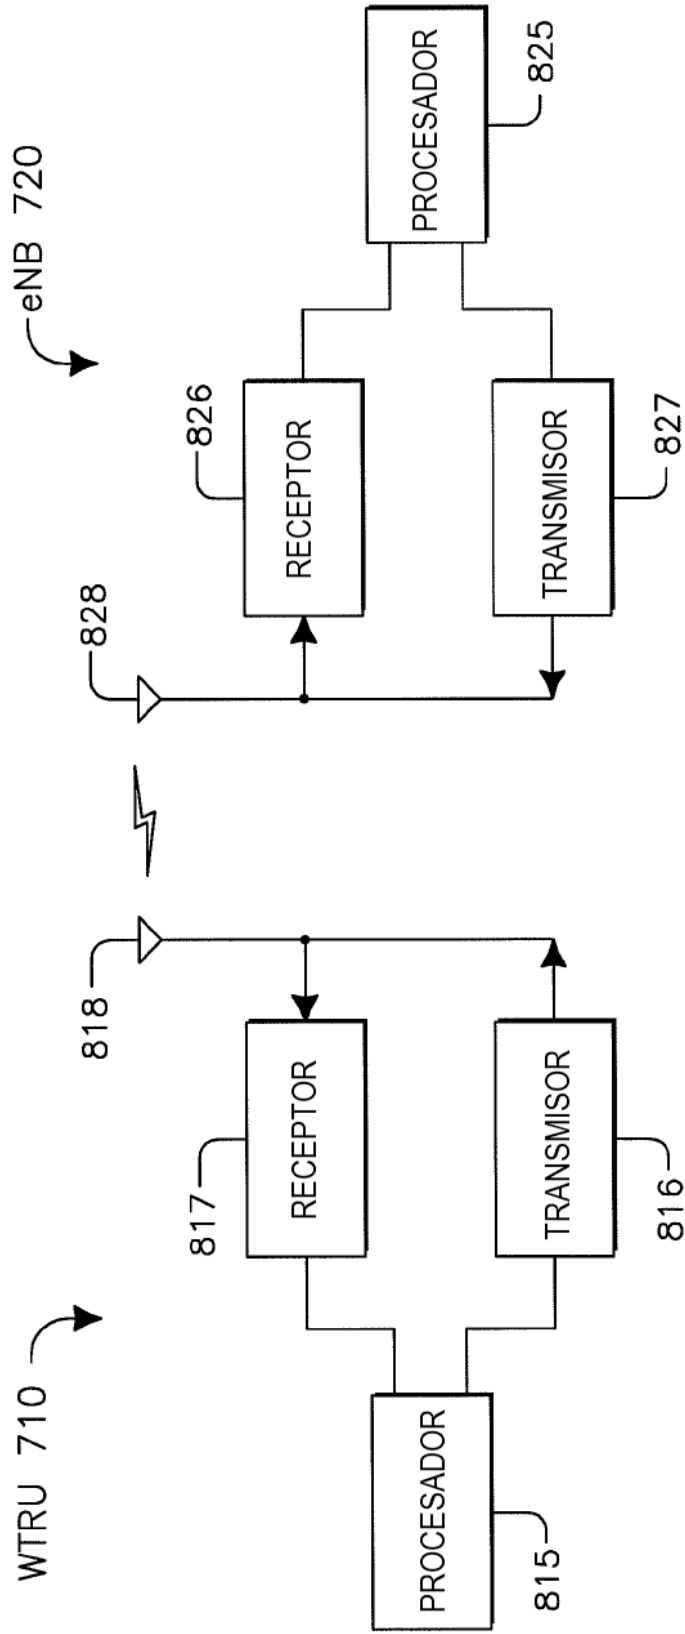 WTRU 710
eNB 720
818
828
817
RECEPTOR
826
RECEPTOR
PROCESADOR
815
PROCESADOR
825
TRANSMISOR
816
TRANSMISOR
827